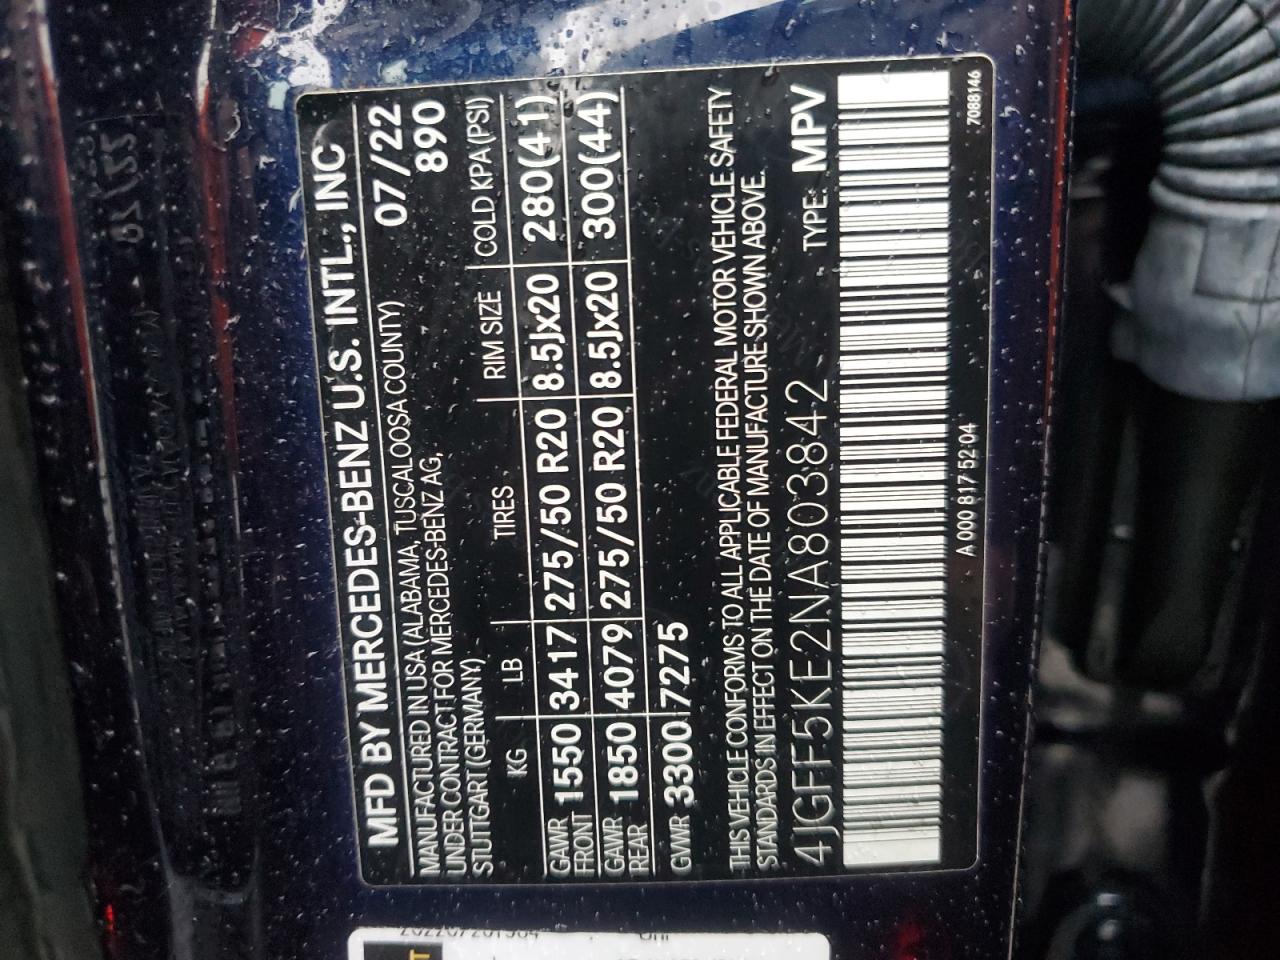 MFD BY MERCEDES-BENZ U.S. INTL., INC
MANUFACTURED IN USA (ALABAMA, TUSCALOOSA COUNTY) 07/22
UNDER CONTRACT FOR MERCEDES-BENZ AG, 890
STUTTGART (GERMANY)
KG LB TIRES RIM SIZE COLD KPA (PSI)
GAWR FRONT 1550 3417 275/50 R20 8.5Jx20 280(41)
GAWR REAR 1850 4079 275/50 R20 8.5Jx20 300(44)
GVWR 3300 7275
THIS VEHICLE CONFORMS TO ALL APPLICABLE FEDERAL MOTOR VEHICLE SAFETY
STANDARDS IN EFFECT ON THE DATE OF MANUFACTURE SHOWN ABOVE.
4JGFF5KE2NA803842 TYPE: MPV
A 000 817 52 04 7088146